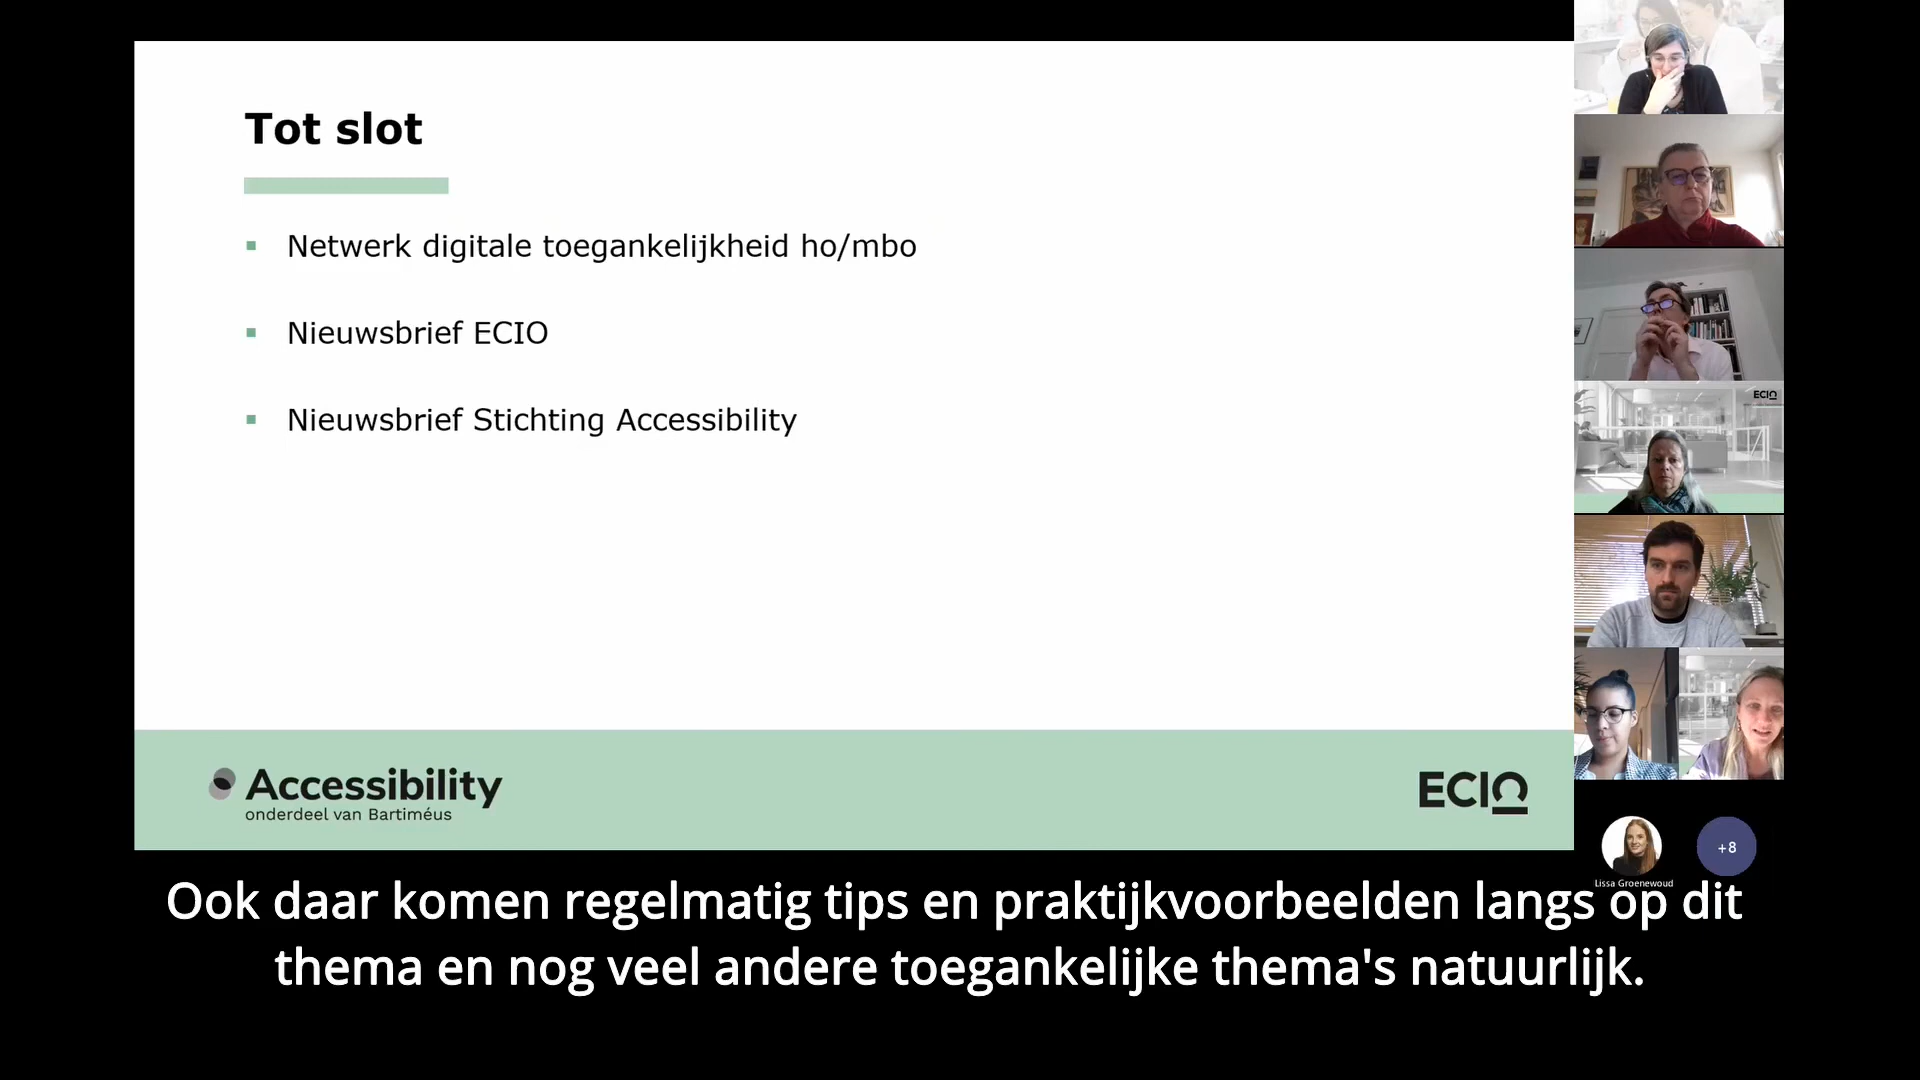 Tot slot
Netwerk digitale toegankelijkheid ho/mbo
Nieuwsbrief ECIO
Nieuwsbrief Stichting Accessibility
Accessibility
onderdeel van Bartiméus
ECIO
ECIO
+8
Lissa Groenewoud
Ook daar komen regelmatig tips en praktijkvoorbeelden langs op dit
thema en nog veel andere toegankelijke thema's natuurlijk.